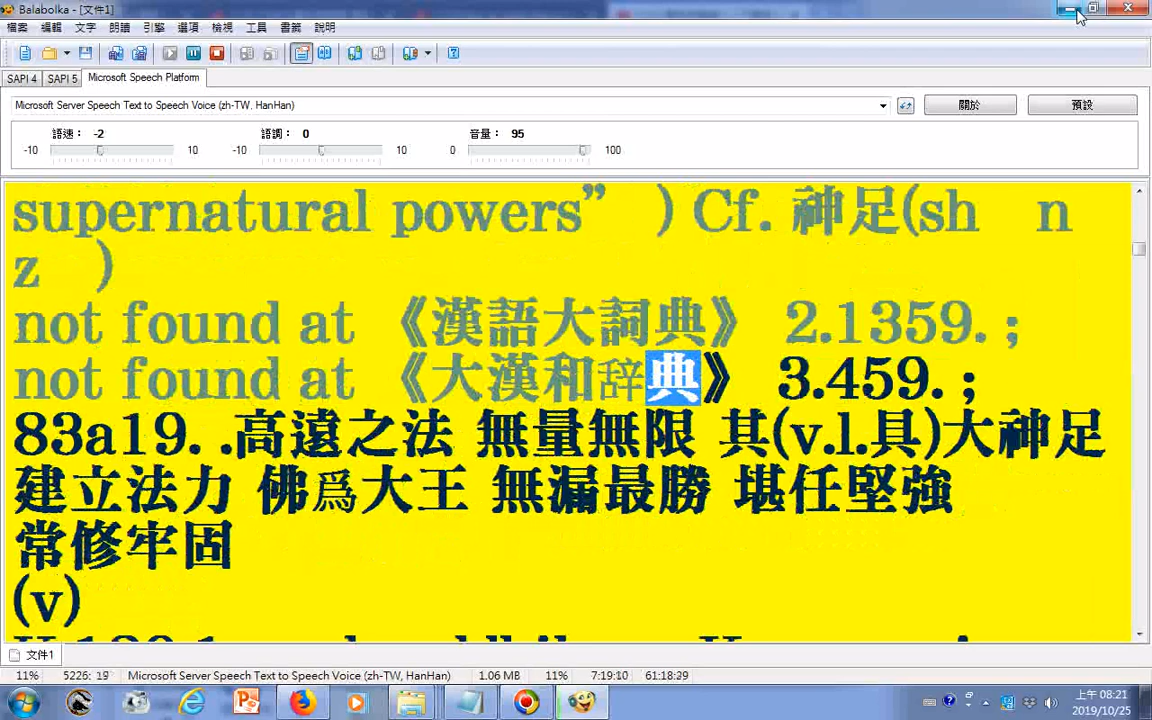 Balabolka - [文件1]
檔案 編輯 文字 朗讀 引擎 選項 檢視 工具 書籤 說明
SAPI 4 SAPI 5 Microsoft Speech Platform
Microsoft Server Speech Text to Speech Voice (zh-TW, HanHan) 關於 預設
語速： -2 語調： 0 音量： 95
-10 10 -10 10 0 100
supernatural powers” ) Cf. 神足(sh n
z )
not found at 《漢語大詞典》 2.1359. ;
not found at 《大漢和辞典》 3.459. ;
83a19. .高遠之法 無量無限 其(v.l.具)大神足
建立法力 佛爲大王 無漏最勝 堪任堅強
常修牢固
(v)
文件1
11% 5226: 19 Microsoft Server Speech Text to Speech Voice (zh-TW, HanHan) 1.06 MB 11% 7:19:10 61:18:39
上午 08:21
2019/10/25